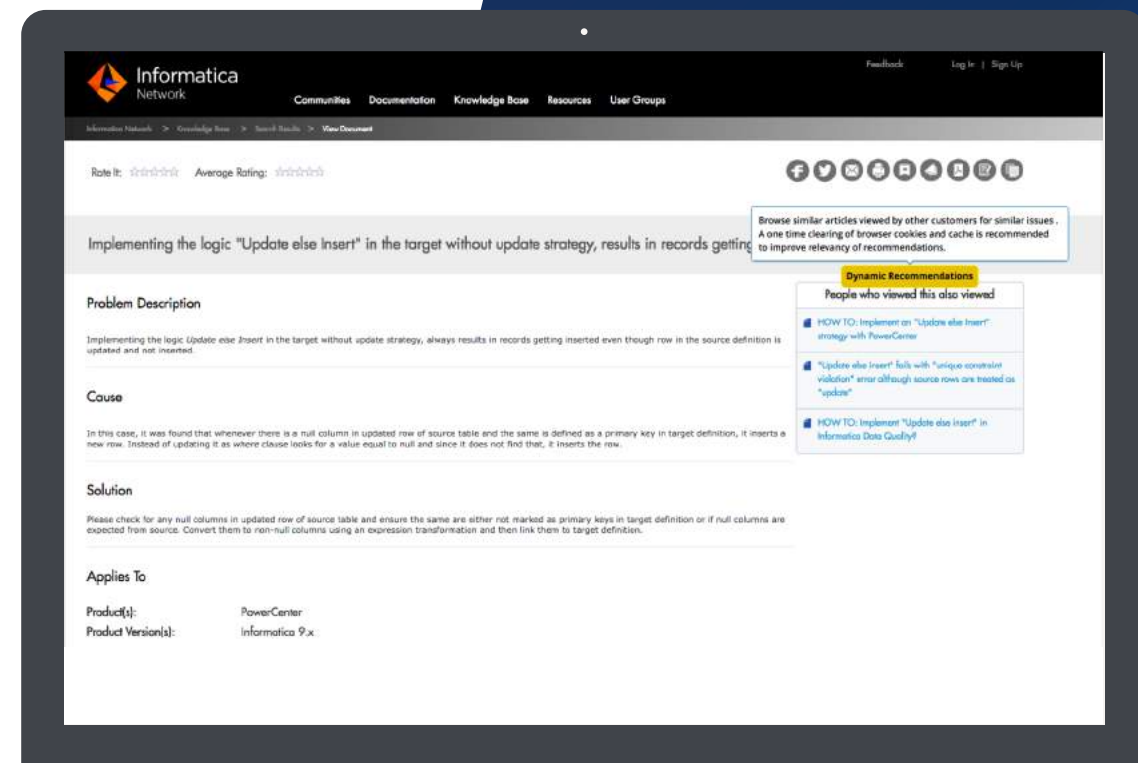 Informatica
Network
Feedback
Log In | Sign Up
Communities Documentation Knowledge Base Resources User Groups
Informatica Network > Knowledge Base > Search Results > View Document
Rate It: Average Rating:
Browse similar articles viewed by other customers for similar issues .
A one time clearing of browser cookies and cache is recommended
to improve relevancy of recommendations.
Implementing the logic "Update else Insert" in the target without update strategy, results in records getting
Dynamic Recommendations
People who viewed this also viewed
HOW TO: Implement an "Update else Insert"
strategy with PowerCenter
"Update else insert" fails with "unique constraint
violation" error although source rows are treated as
"update"
HOW TO: Implement "Update else insert" in
Informatica Data Quality?
Problem Description
Implementing the logic Update else Insert in the target without update strategy, always results in records getting inserted even though row in the source definition is
updated and not inserted.
Cause
In this case, it was found that whenever there is a null column in updated row of source table and the same is defined as a primary key in target definition, it inserts a
new row. Instead of updating it as where clause looks for a value equal to null and since it does not find that, it inserts the row.
Solution
Please check for any null columns in updated row of source table and ensure the same are either not marked as primary keys in target definition or if null columns are
expected from source. Convert them to non-null columns using an expression transformation and then link them to target definition.
Applies To
Product(s): PowerCenter
Product Version(s): Informatica 9.x